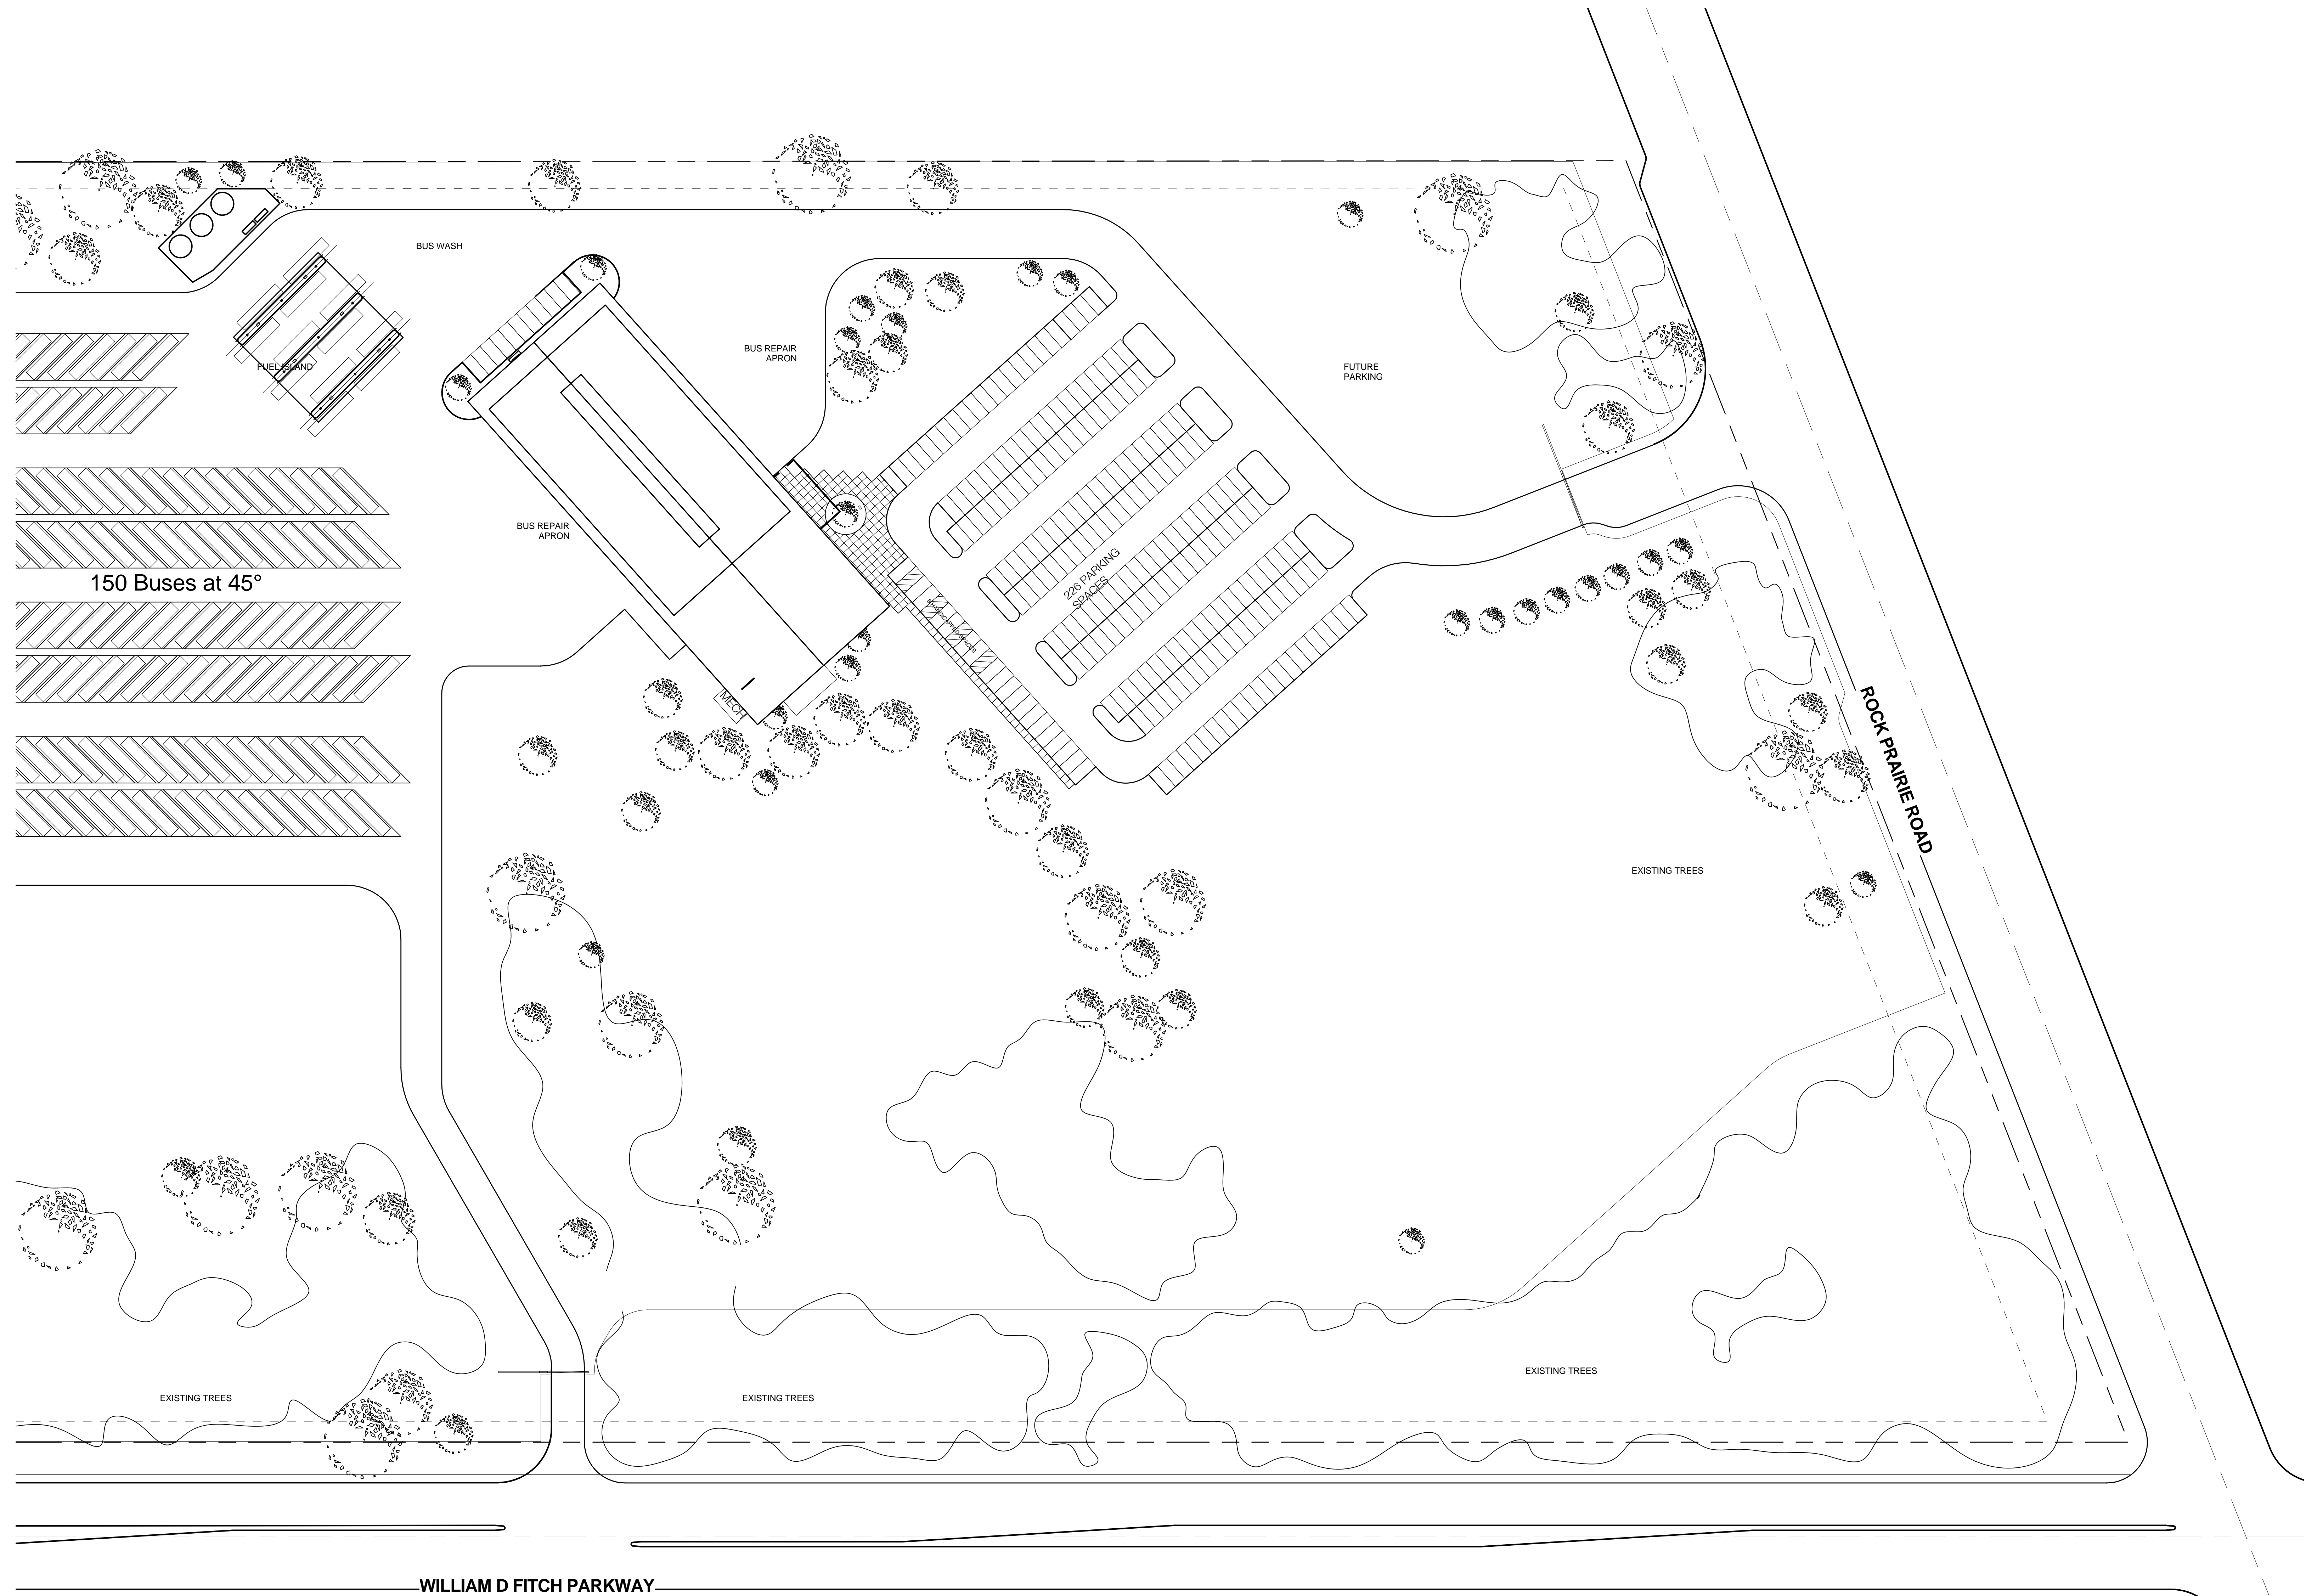 BUS WASH
BUS REPAIR
APRON
FUEL ISLAND
FUTURE
PARKING
BUS REPAIR
APRON
150 Buses at 45°
226 PARKING
SPACES
MECH
ROCK PRAIRIE ROAD
EXISTING TREES
EXISTING TREES
EXISTING TREES
EXISTING TREES
WILLIAM D FITCH PARKWAY